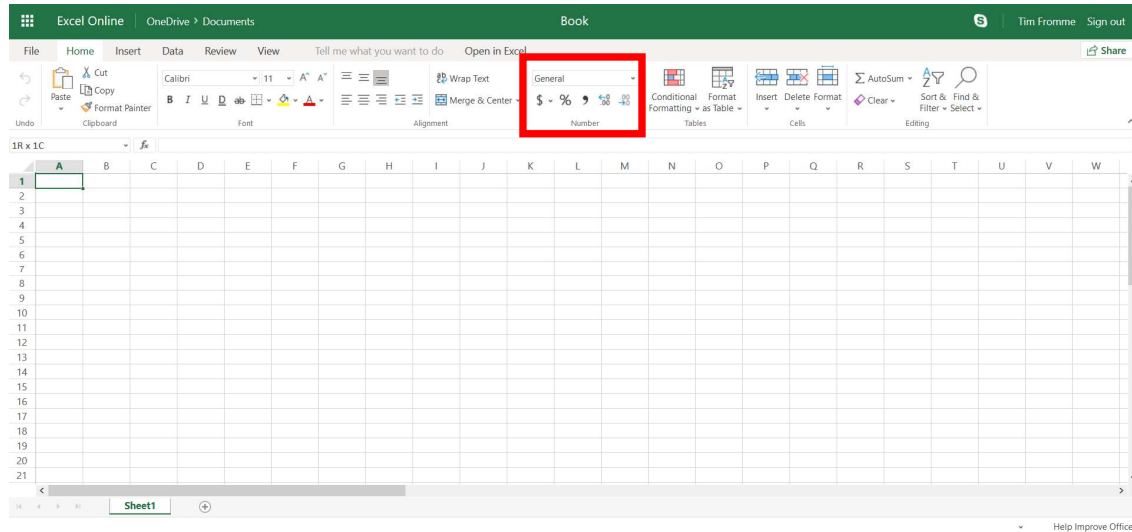 Excel Online OneDrive > Documents Book Tim Fromme Sign out
File Home Insert Data Review View Tell me what you want to do Open in Excel Share
Cut
Copy
Format Painter
Paste
Undo
Clipboard
Calibri 11 A^ A˅
B I U D ab A
Font
Wrap Text
Merge & Center
Alignment
General
$ % , .00 .0
Number
Conditional Formatting
Format as Table
Tables
Insert Delete Format
Cells
Σ AutoSum
Clear
Sort & Filter
Find & Select
Editing
1R x 1C fx
A B C D E F G H I J K L M N O P Q R S T U V W
1
2
3
4
5
6
7
8
9
10
11
12
13
14
15
16
17
18
19
20
21
Sheet1
Help Improve Office